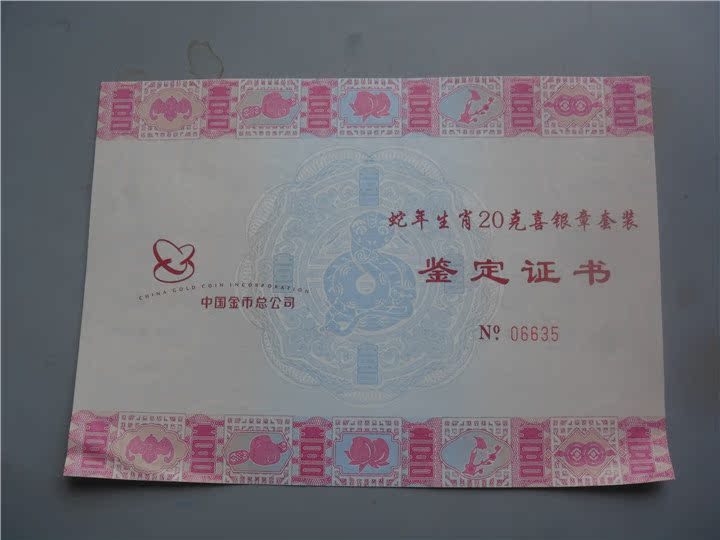 蛇年生肖20克喜银章套装
鉴定证书
CHINA GOLD COIN INCORPORATION
中国金币总公司
Nº 06635